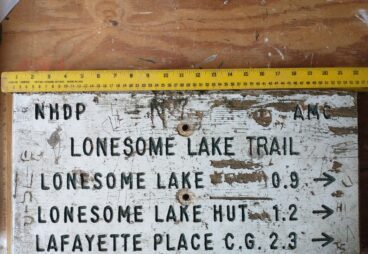 NHDP AMC
LONESOME LAKE TRAIL
LONESOME LAKE 0.9 →
LONESOME LAKE HUT 1.2 →
LAFAYETTE PLACE C.G. 2.3 →